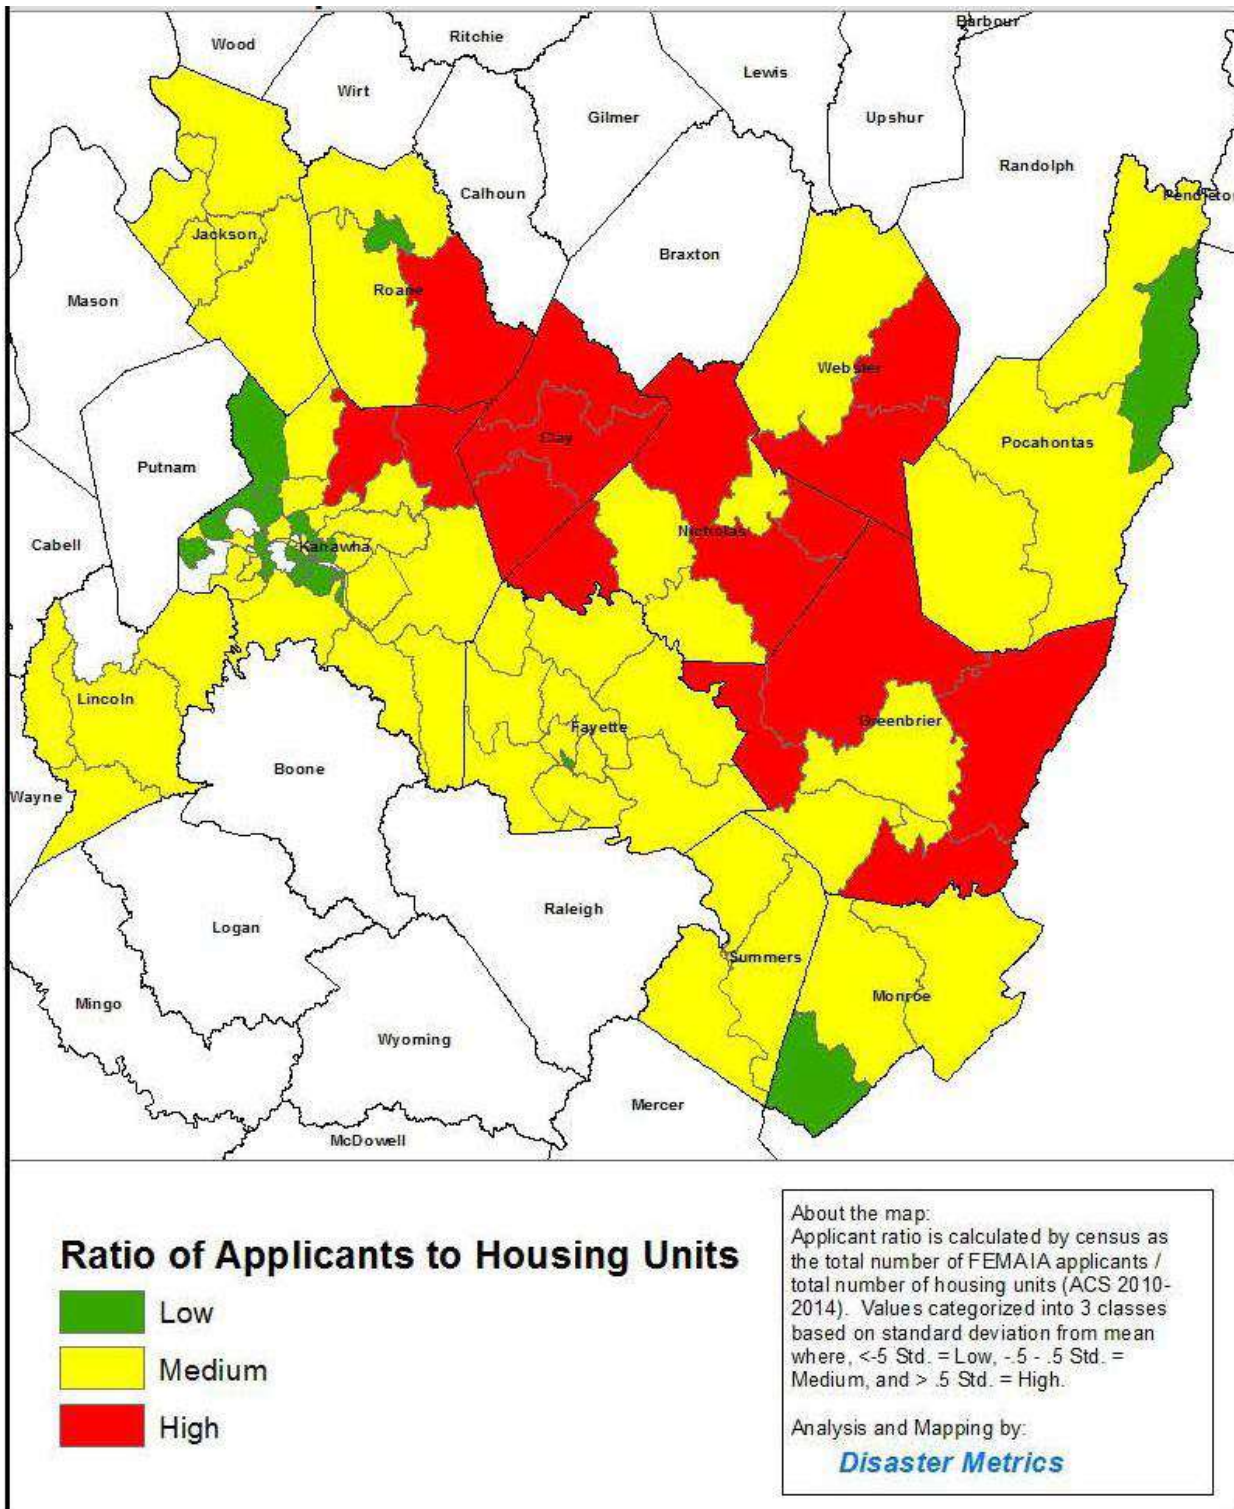 Barbour
Wood
Ritchie
Lewis
Wirt
Gilmer
Upshur
Randolph
Calhoun
Pendleton
Jackson
Braxton
Roane
Mason
Webster
Clay
Pocahontas
Putnam
Nicholas
Cabell
Kanawha
Lincoln
Greenbrier
Fayette
Boone
Wayne
Raleigh
Logan
Summers
Monroe
Mingo
Wyoming
Mercer
McDowell
Ratio of Applicants to Housing Units
Low
Medium
High
About the map:
Applicant ratio is calculated by census as
the total number of FEMAIA applicants /
total number of housing units (ACS 2010-
2014). Values categorized into 3 classes
based on standard deviation from mean
where, <-5 Std. = Low, -.5 - .5 Std. =
Medium, and > .5 Std. = High.
Analysis and Mapping by:
Disaster Metrics